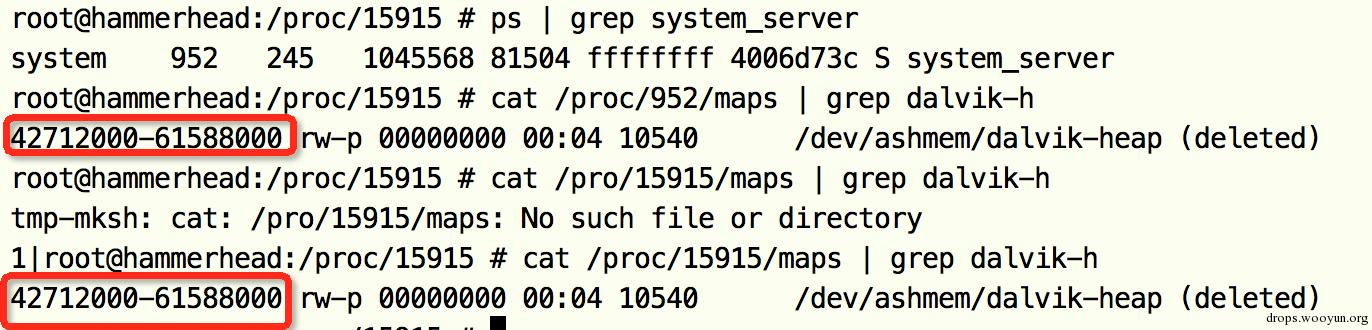 root@hammerhead:/proc/15915 # ps | grep system_server
system    952   245   1045568 81504 ffffffff 4006d73c S system_server
root@hammerhead:/proc/15915 # cat /proc/952/maps | grep dalvik-h
42712000-61588000 rw-p 00000000 00:04 10540      /dev/ashmem/dalvik-heap (deleted)
root@hammerhead:/proc/15915 # cat /pro/15915/maps | grep dalvik-h
tmp-mksh: cat: /pro/15915/maps: No such file or directory
1|root@hammerhead:/proc/15915 # cat /proc/15915/maps | grep dalvik-h
42712000-61588000 rw-p 00000000 00:04 10540      /dev/ashmem/dalvik-heap (deleted)
drops.wooyun.org